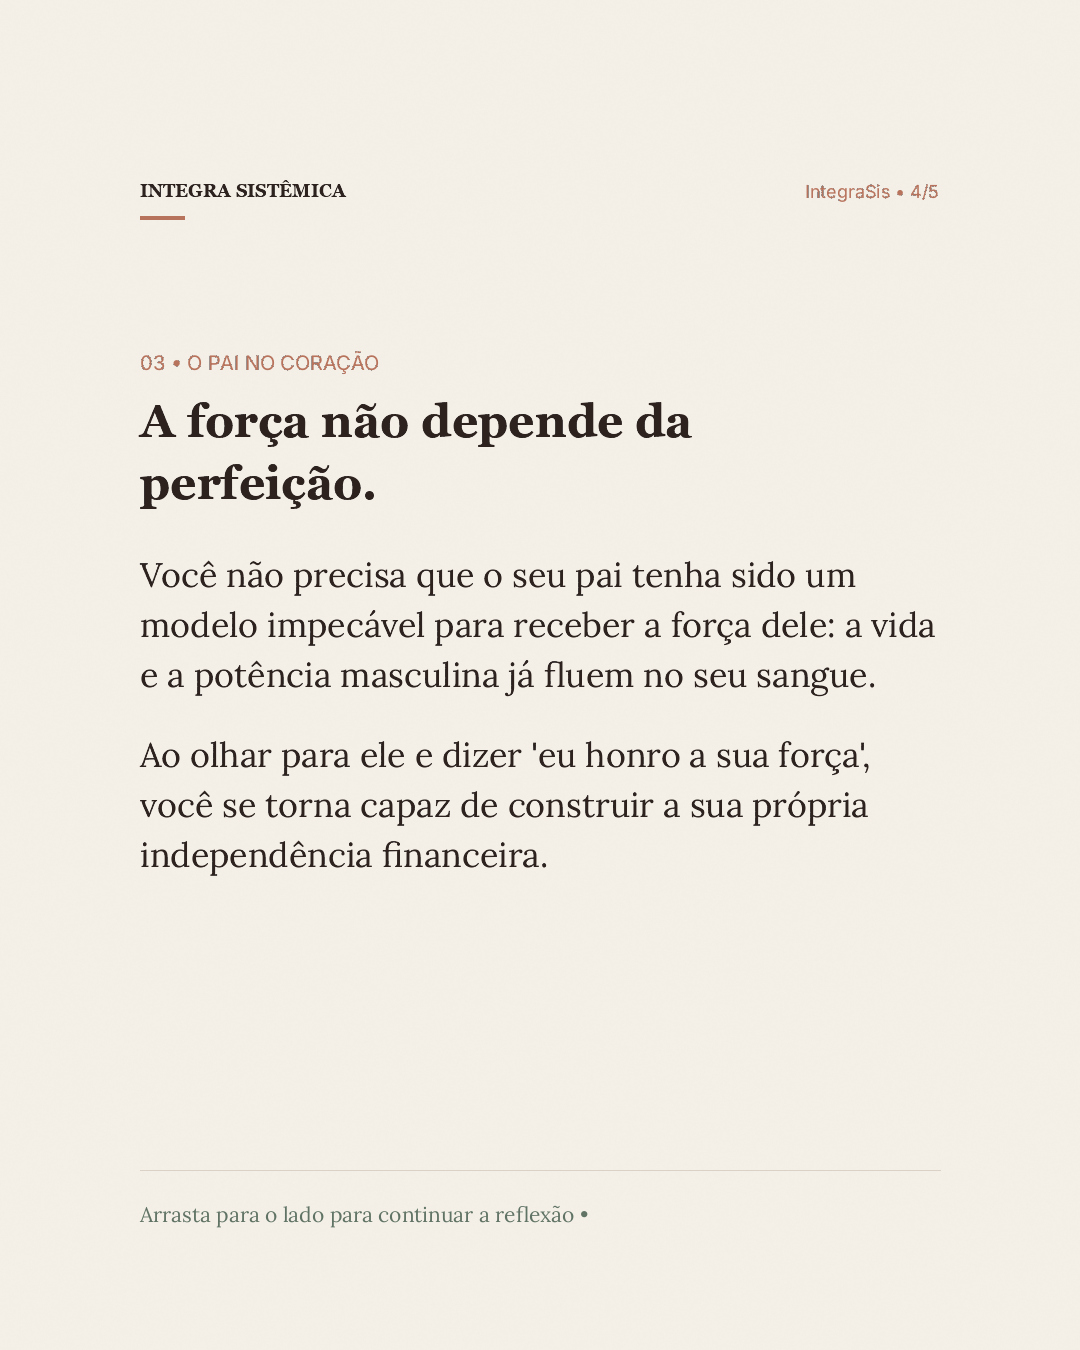 INTEGRA SISTÊMICA
IntegraSis • 4/5
03 • O PAI NO CORAÇÃO
A força não depende da
perfeição.
Você não precisa que o seu pai tenha sido um
modelo impecável para receber a força dele: a vida
e a potência masculina já fluem no seu sangue.
Ao olhar para ele e dizer 'eu honro a sua força',
você se torna capaz de construir a sua própria
independência financeira.
Arrasta para o lado para continuar a reflexão •